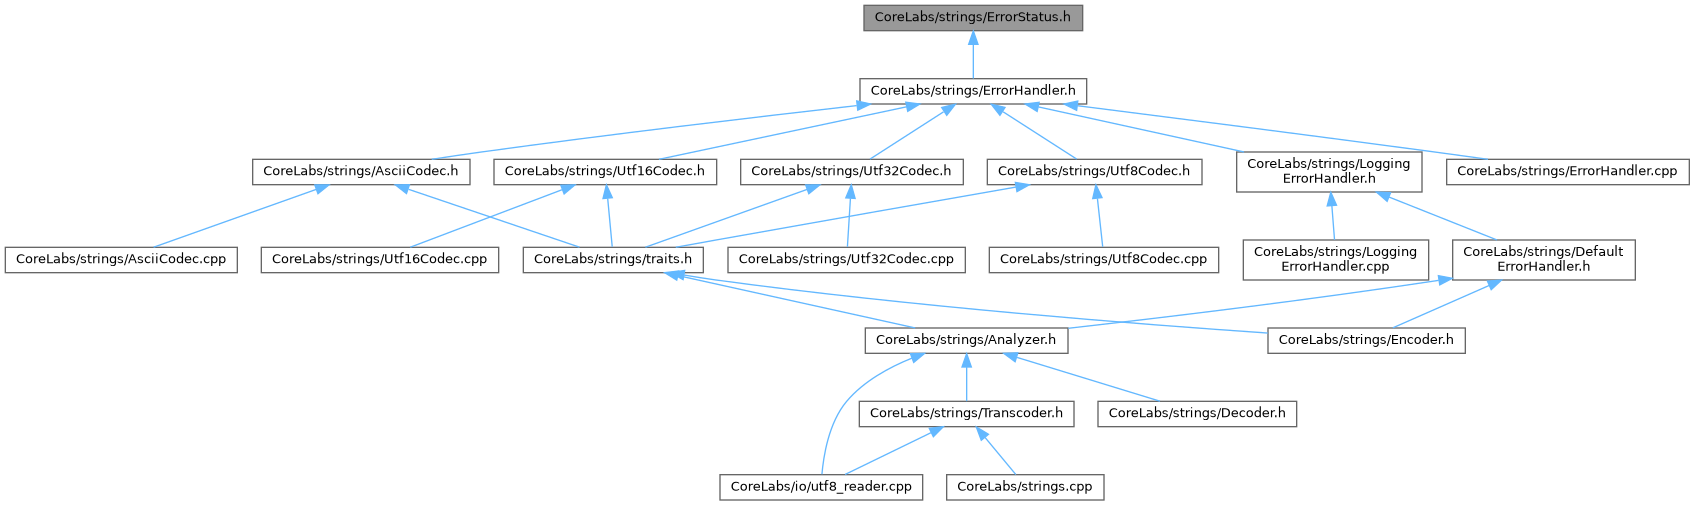 CoreLabs/strings/ErrorStatus.h
CoreLabs/strings/ErrorHandler.h
CoreLabs/strings/AsciiCodec.h
CoreLabs/strings/Utf16Codec.h
CoreLabs/strings/Utf32Codec.h
CoreLabs/strings/Utf8Codec.h
CoreLabs/strings/Logging
ErrorHandler.h
CoreLabs/strings/ErrorHandler.cpp
CoreLabs/strings/AsciiCodec.cpp
CoreLabs/strings/Utf16Codec.cpp
CoreLabs/strings/traits.h
CoreLabs/strings/Utf32Codec.cpp
CoreLabs/strings/Utf8Codec.cpp
CoreLabs/strings/Logging
ErrorHandler.cpp
CoreLabs/strings/Default
ErrorHandler.h
CoreLabs/strings/Analyzer.h
CoreLabs/strings/Encoder.h
CoreLabs/strings/Transcoder.h
CoreLabs/strings/Decoder.h
CoreLabs/io/utf8_reader.cpp
CoreLabs/strings.cpp